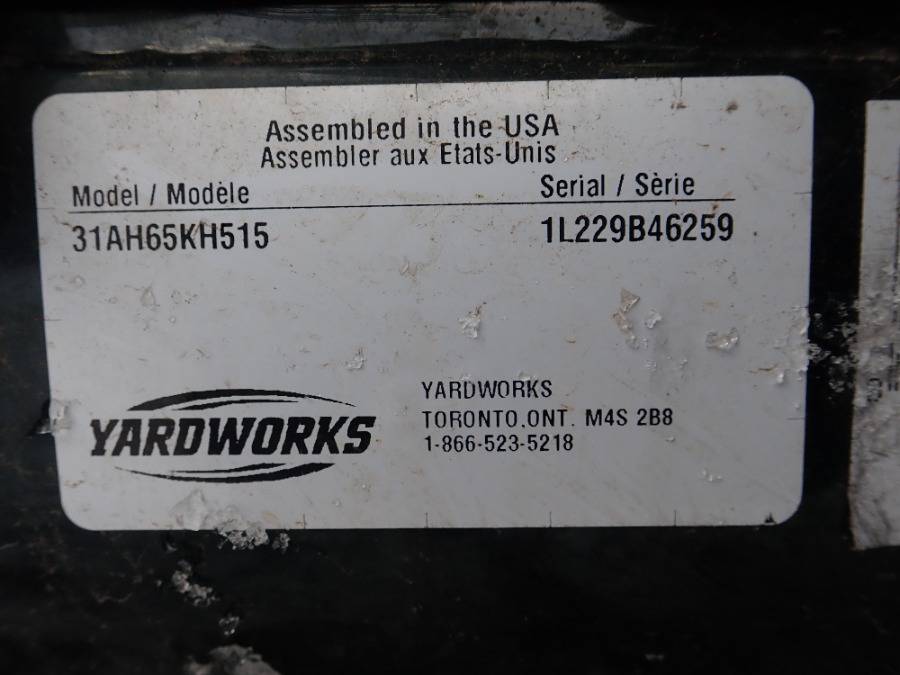 Assembled in the USA
Assembler aux Etats-Unis
Model / Modèle Serial / Sèrie
31AH65KH515 1L229B46259
YARDWORKS
YARDWORKS
TORONTO.ONT. M4S 2B8
1-866-523-5218